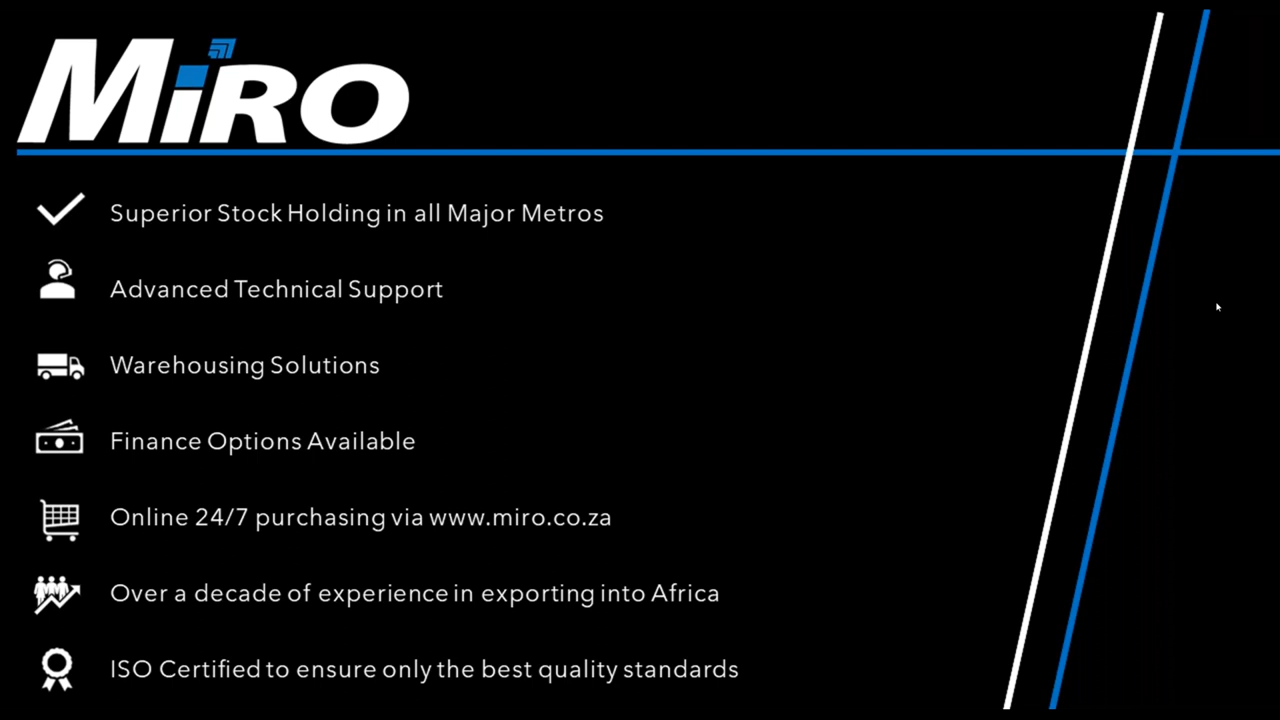 MiRO
Superior Stock Holding in all Major Metros
Advanced Technical Support
Warehousing Solutions
Finance Options Available
Online 24/7 purchasing via www.miro.co.za
Over a decade of experience in exporting into Africa
ISO Certified to ensure only the best quality standards